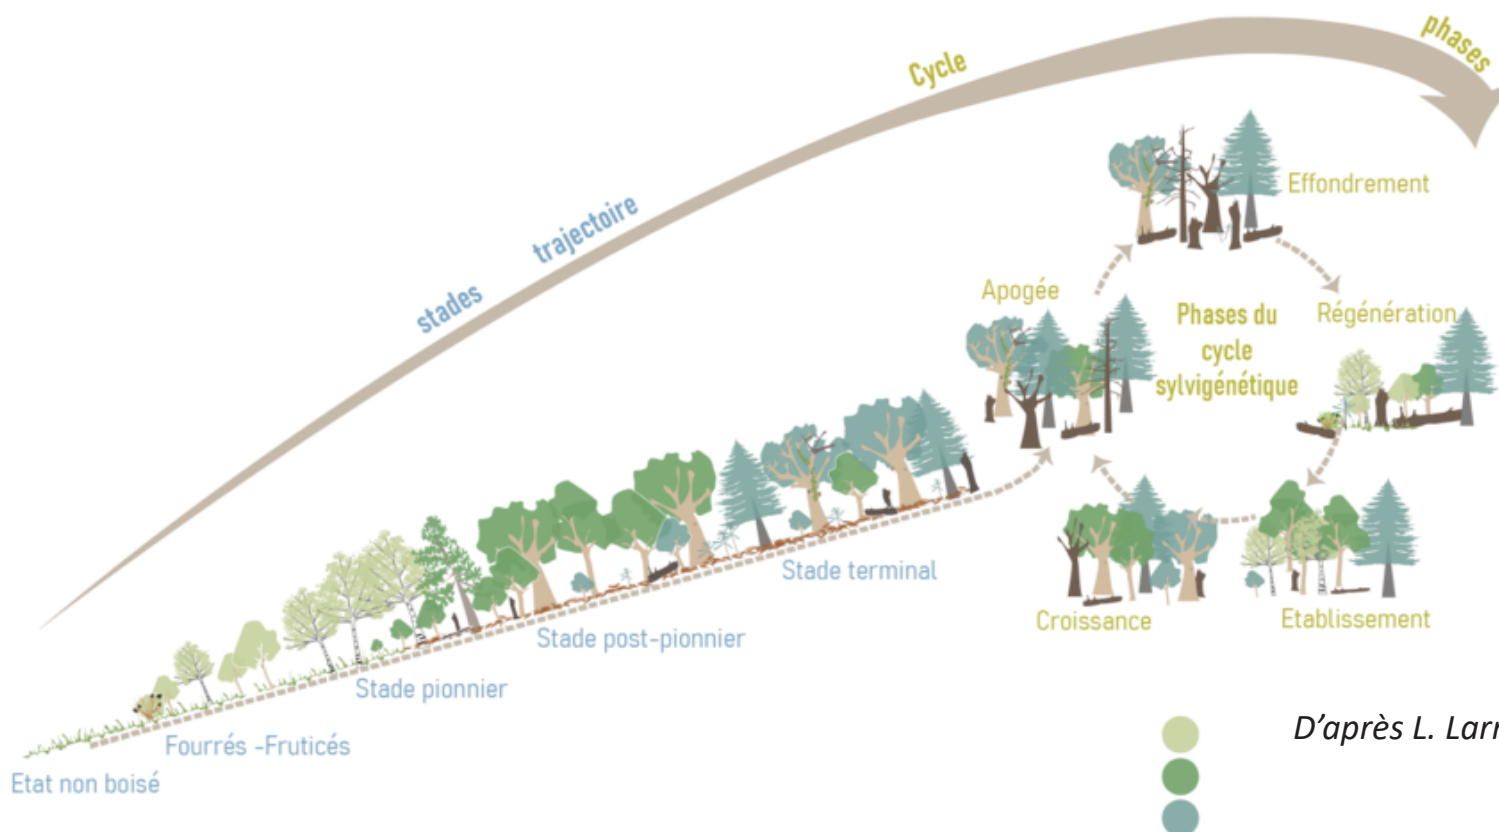 Cycle
phases
stades
trajectoire
Effondrement
Apogée
Régénération
Phases du
cycle
sylvigénétique
Croissance
Etablissement
Stade terminal
Stade post-pionnier
Stade pionnier
Fourrés -Fruticés
Etat non boisé
D'après L.